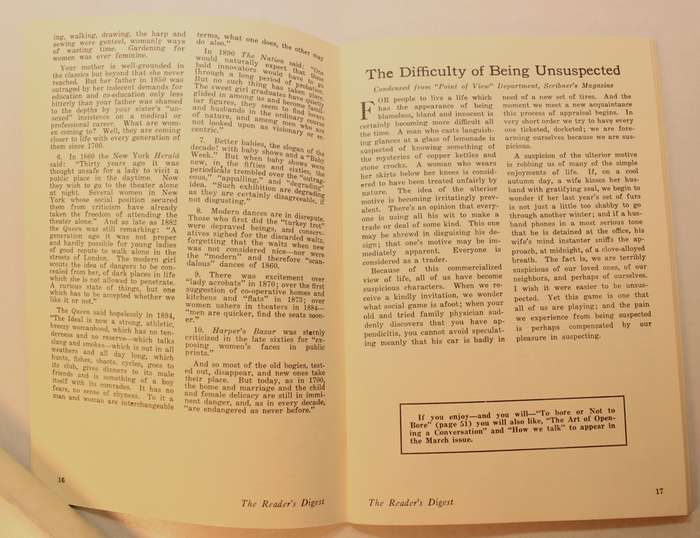 ing, walking, drawing, the harp and
sewing were genteel, womanly ways
of wasting time. Gardening for
women was ever feminine.
Your mother is well-grounded in
the classics but beyond that she never
reached. But her father in 1850 was
outraged by her indecent demands for
education and co-education only less
bitterly than your father was shamed
to the depths by your sister's "un-
sexed" insistence on a medical or
professional career. What are wom-
en coming to? Well, they are coming
closer to life with every generation of
them since 1700.
6. In 1860 the New York Herald
said: "Thirty years ago it was
thought unsafe for a lady to visit a
public place in the daytime. Now
they wish to go to the theater alone
at night. Several women in New
York whose social position secured
them from criticism have already
taken the freedom of attending the
theater alone." And as late as 1882
the Queen was still remarking: "A
generation ago it was not proper
and hardly possible for young ladies
of good repute to walk alone in the
streets of London. The modern girl
scouts the idea of dangers to be con-
cealed from her, of dark places in life
which she is not allowed to penetrate.
A curious state of things, but one
which has to be accepted whether we
like it or not."
The Queen said hopelessly in 1894,
"The Ideal is now a strong, athletic,
breezy womanhood, which has no ten-
derness and no reserve—which talks
slang and smokes—which is out in all
weathers and all day long, which
hunts, fishes, shoots, cycles, goes to
its club, gives dinners to its male
friends and is something of a boy
itself with its comrades. It has no
fears, no sense of shyness. To it a
man and woman are interchangeable
terms, what one does, the other may
do also."
In 1890 The Nation said: "One
would naturally expect that these
bold innovators would have to go
through a long period of probation.
But no such thing has taken place.
The sweet girl graduates have quietly
glided in among us and become famil-
iar figures, they seem to find lovers
and husbands in the ordinary course
of nature, and among men who are
not looked upon as visionary or ec-
centric."
7. Better babies, the slogan of the
decade! with baby shows and a "Baby
Week." But when baby shows were
new, in the fifties and sixties, the
periodicals trembled over the "outrag-
eous," "appalling," and "degrading"
idea. "Such exhibition are degrading
as they are certainly disagreeable, if
not disgusting."
8. Modern dances are in disrepute.
Those who first did the "turkey trot"
were depraved beings, and conserv-
atives sighed for the discarded waltz,
forgetting that the waltz when new
was not considered nice—nor were
the "modern" and therefore "scan-
dalous" dances of 1860.
9. There was excitement over
"lady acrobats" in 1870; over the first
suggestion of co-operative homes and
kitchens and "flats" in 1873; over
women ushers in theaters in 1884—
"men are quicker, find the seats soon-
er."
10. Harper's Bazar was sternly
criticized in the late sixties for "ex-
posing women's faces in public
prints."
And so most of the old bogies, test-
ed out, disappear, and new ones take
their place. But today, as in 1700,
the home and marriage and the child
and female delicacy are still in immi-
nent danger, and, as in every decade,
"are endangered as never before."
16
The Reader's Digest
The Difficulty of Being Unsuspected
Condensed from "Point of View" Department, Scribner's Magazine
FOR people to live a life which
has the appearance of being
blameless, bland and innocent is
certainly becoming more difficult all
the time. A man who casts languish-
ing glances at a glass of lemonade is
suspected of knowing something of
the mysteries of copper kettles and
stone crocks. A woman who wears
her skirts below her knees is consid-
ered to have been treated unfairly by
nature. The idea of the alterior
motive is becoming irritatingly prev-
alent. There's an opinion that every-
one is using all his wit to make a
trade or deal of some kind. This one
may be shrewd in disguising his de-
sign; that one's motive may be im-
mediately apparent. Everyone is
considered as a trader.
Because of this commercialized
view of life, all of us have become
suspicious characters. When we re-
ceive a kindly invitation, we wonder
what social game is afoot; when your
old and tried family physician sud-
denly discovers that you have ap-
pendicitis, you cannot avoid speculat-
ing meanly that his car is badly in
need of a new set of tires. And the
moment we meet a new acquaintance
this process of appraisal begins. In
very short order we try to have every
one ticketed, docketed; we are fore-
arming ourselves because we are sus-
picious.
A suspicion of the ulterior motive
is robbing us of many of the simple
enjoyments of life. If, on a cool
autumn day, a wife kisses her hus-
band with gratifying zeal, we begin to
wonder if her last year's set of furs
is not just a little too shabby to go
through another winter; and if a hus-
band phones in a most serious tone
that he is detained at the office, his
wife's mind instanter sniffs the ap-
proach, at midnight, of a clove-alloyed
breath. The fact is, we are terribly
suspicious of our loved ones, of our
neighbors, and perhaps of ourselves.
I wish it were easier to be unsus-
pected. Yet this game is one that
all of us are playing; and the pain
we experience from being suspected
is perhaps compensated by our
pleasure in suspecting.
If you enjoy—and you will—"To bore or Not to
Bore" (page 51) you will also like, "The Art of Open-
ing a Conversation" and "How we talk" to appear in
the March issue.
The Reader's Digest
17